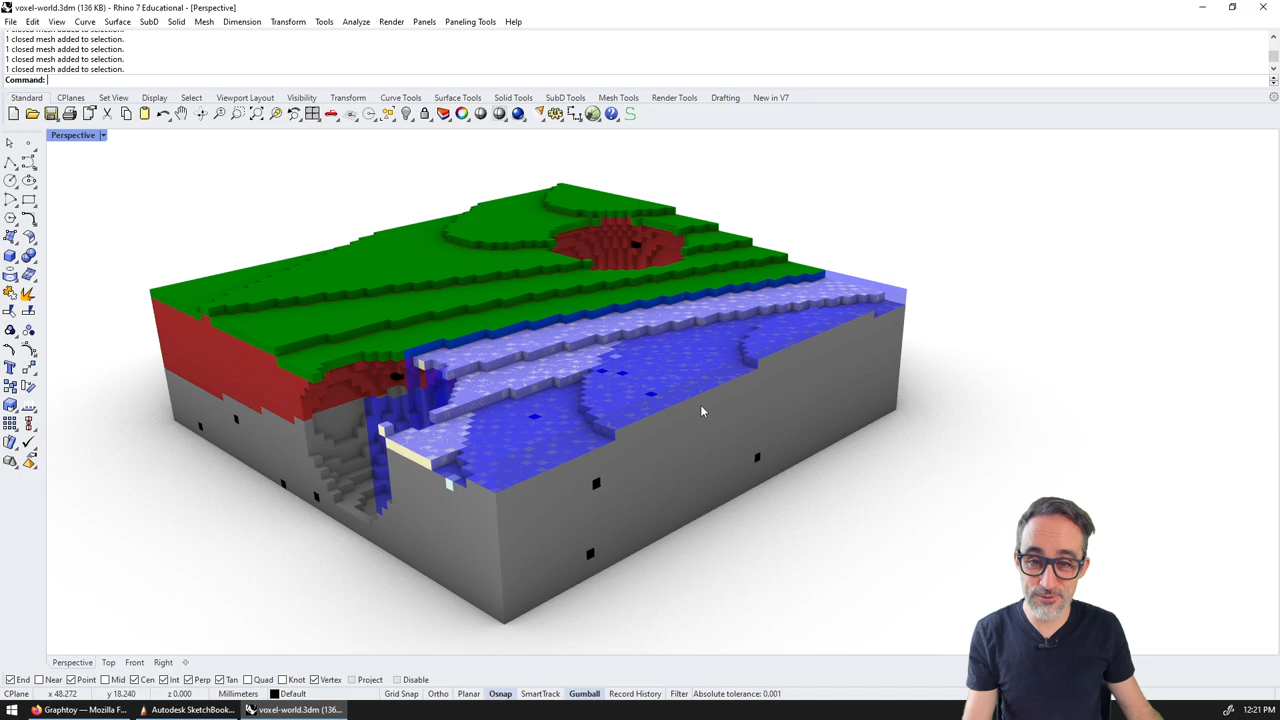 voxel-world.3dm (136 KB) - Rhino 7 Educational - [Perspective]
File Edit View Curve Surface SubD Solid Mesh Dimension Transform Tools Analyze Render Panels Paneling Tools Help
1 closed mesh added to selection.
1 closed mesh added to selection.
1 closed mesh added to selection.
1 closed mesh added to selection.
1 closed mesh added to selection.
Command:
Standard CPlanes Set View Display Select Viewport Layout Visibility Transform Curve Tools Surface Tools Solid Tools SubD Tools Mesh Tools Render Tools Drafting New in V7
Perspective
Perspective Top Front Right
End Near Point Mid Cen Int Perp Tan Quad Knot Vertex Project Disable
CPlane x 48.272 y 18.240 z 0.000 Millimeters Default Grid Snap Ortho Planar Osnap SmartTrack Gumball Record History Filter Absolute tolerance: 0.001
Graphtoy — Mozilla F... Autodesk SketchBook... voxel-world.3dm (136... 12:21 PM